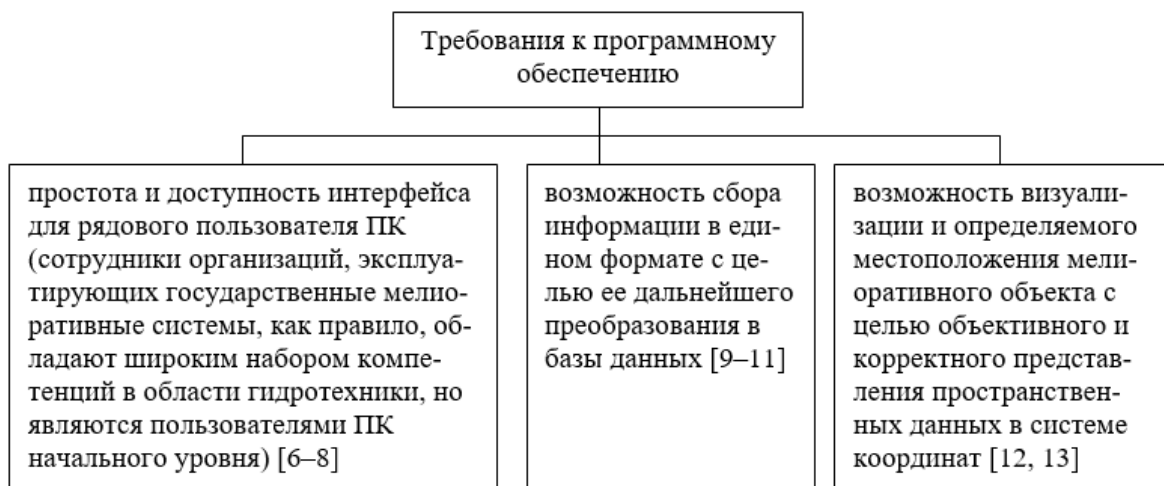 Требования к программному
обеспечению
простота и доступность интерфейса
для рядового пользователя ПК
(сотрудники организаций, эксплуа-
тирующих государственные мелио-
ративные системы, как правило, об-
ладают широким набором компе-
тенций в области гидротехники, но
являются пользователями ПК
начального уровня) [6–8]
возможность сбора
информации в еди-
ном формате с це-
лью ее дальнейшего
преобразования в
базы данных [9–11]
возможность визуали-
зации и определяемого
местоположения мели-
оративного объекта с
целью объективного и
корректного представ-
ления пространствен-
ных данных в системе
координат [12, 13]